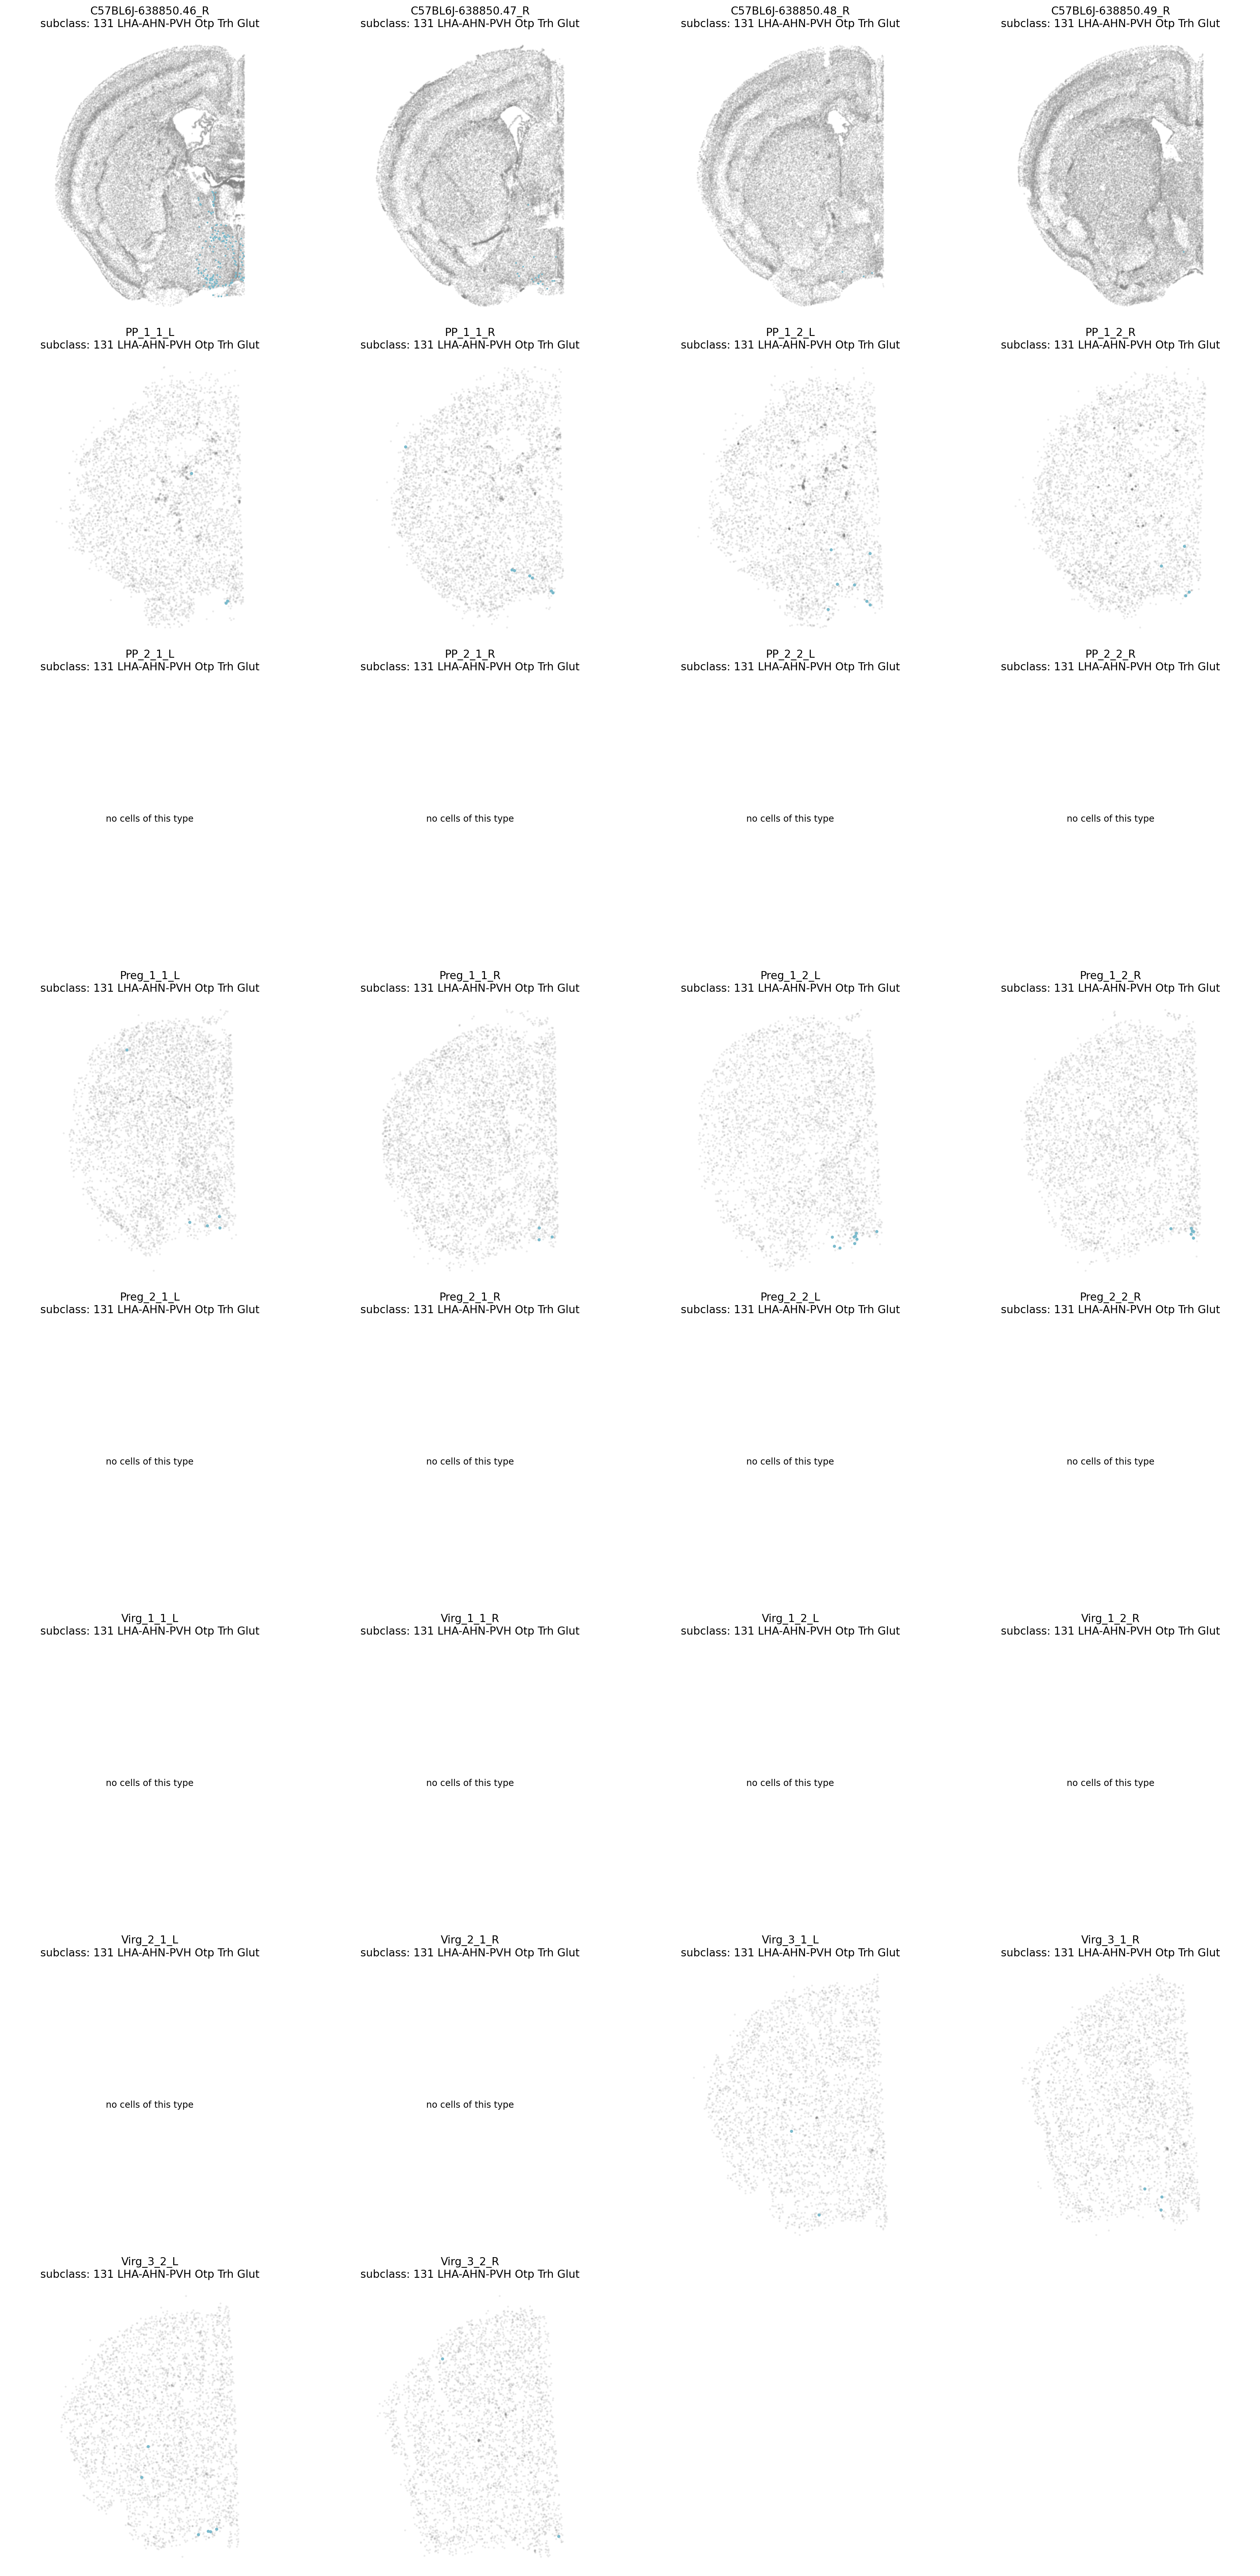 C57BL6J-638850.46_R
subclass: 131 LHA-AHN-PVH Otp Trh Glut
C57BL6J-638850.47_R
subclass: 131 LHA-AHN-PVH Otp Trh Glut
C57BL6J-638850.48_R
subclass: 131 LHA-AHN-PVH Otp Trh Glut
C57BL6J-638850.49_R
subclass: 131 LHA-AHN-PVH Otp Trh Glut
PP_1_1_L
subclass: 131 LHA-AHN-PVH Otp Trh Glut
PP_1_1_R
subclass: 131 LHA-AHN-PVH Otp Trh Glut
PP_1_2_L
subclass: 131 LHA-AHN-PVH Otp Trh Glut
PP_1_2_R
subclass: 131 LHA-AHN-PVH Otp Trh Glut
PP_2_1_L
subclass: 131 LHA-AHN-PVH Otp Trh Glut
no cells of this type
PP_2_1_R
subclass: 131 LHA-AHN-PVH Otp Trh Glut
no cells of this type
PP_2_2_L
subclass: 131 LHA-AHN-PVH Otp Trh Glut
no cells of this type
PP_2_2_R
subclass: 131 LHA-AHN-PVH Otp Trh Glut
no cells of this type
Preg_1_1_L
subclass: 131 LHA-AHN-PVH Otp Trh Glut
Preg_1_1_R
subclass: 131 LHA-AHN-PVH Otp Trh Glut
Preg_1_2_L
subclass: 131 LHA-AHN-PVH Otp Trh Glut
Preg_1_2_R
subclass: 131 LHA-AHN-PVH Otp Trh Glut
Preg_2_1_L
subclass: 131 LHA-AHN-PVH Otp Trh Glut
no cells of this type
Preg_2_1_R
subclass: 131 LHA-AHN-PVH Otp Trh Glut
no cells of this type
Preg_2_2_L
subclass: 131 LHA-AHN-PVH Otp Trh Glut
no cells of this type
Preg_2_2_R
subclass: 131 LHA-AHN-PVH Otp Trh Glut
no cells of this type
Virg_1_1_L
subclass: 131 LHA-AHN-PVH Otp Trh Glut
no cells of this type
Virg_1_1_R
subclass: 131 LHA-AHN-PVH Otp Trh Glut
no cells of this type
Virg_1_2_L
subclass: 131 LHA-AHN-PVH Otp Trh Glut
no cells of this type
Virg_1_2_R
subclass: 131 LHA-AHN-PVH Otp Trh Glut
no cells of this type
Virg_2_1_L
subclass: 131 LHA-AHN-PVH Otp Trh Glut
no cells of this type
Virg_2_1_R
subclass: 131 LHA-AHN-PVH Otp Trh Glut
no cells of this type
Virg_3_1_L
subclass: 131 LHA-AHN-PVH Otp Trh Glut
Virg_3_1_R
subclass: 131 LHA-AHN-PVH Otp Trh Glut
Virg_3_2_L
subclass: 131 LHA-AHN-PVH Otp Trh Glut
Virg_3_2_R
subclass: 131 LHA-AHN-PVH Otp Trh Glut